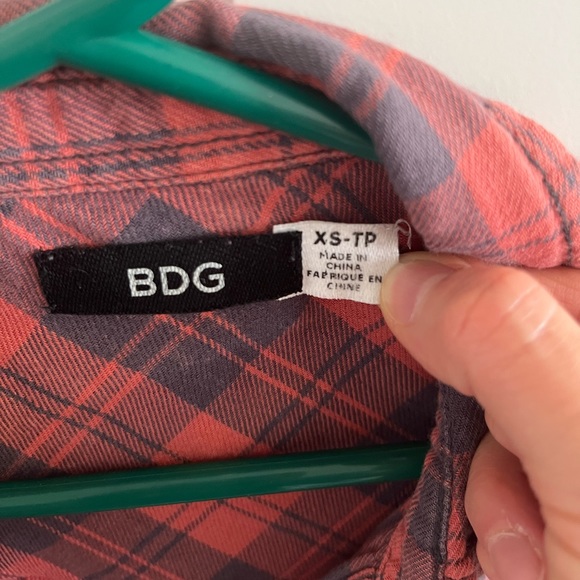 BDG
XS-TP
MADE IN
CHINA
FABRIQUE EN
CHINE